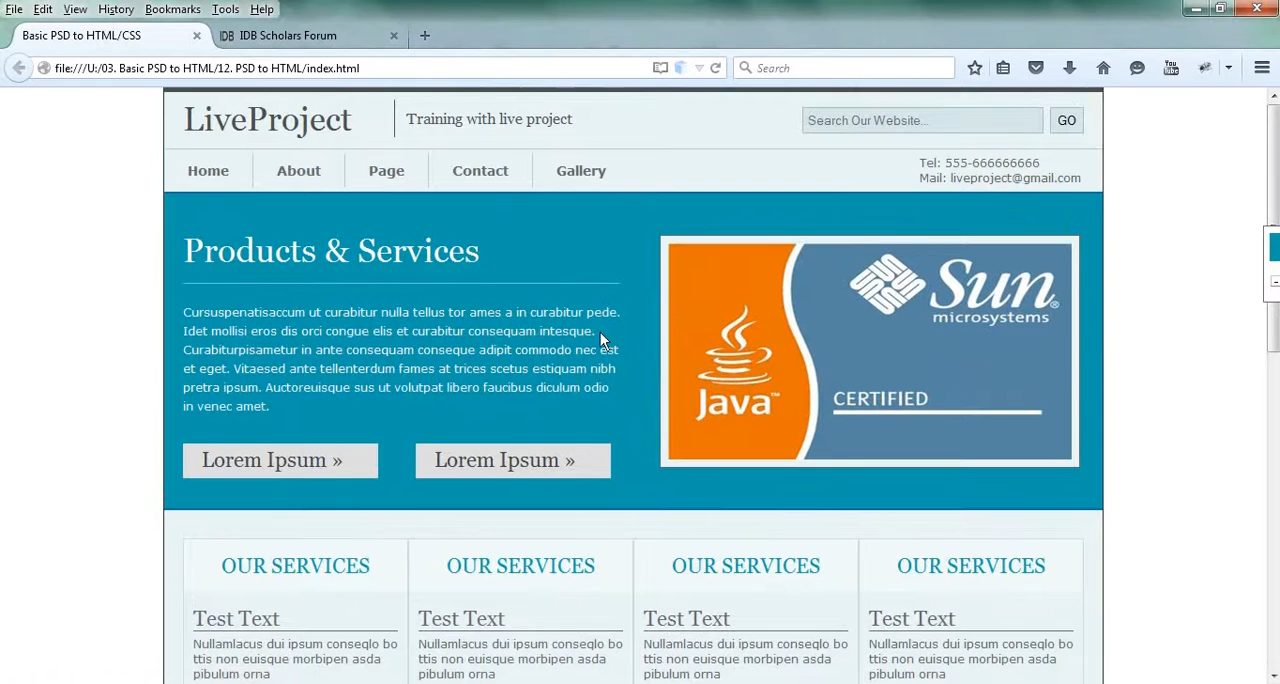 File Edit View History Bookmarks Tools Help
Basic PSD to HTML/CSS × IDB IDB Scholars Forum × +
file:///U:/03. Basic PSD to HTML/12. PSD to HTML/index.html Search You Tube
LiveProject Training with live project Search Our Website... GO
Home About Page Contact Gallery
Tel: 555-666666666
Mail: liveproject@gmail.com
Products & Services
Cursuspenatisaccum ut curabitur nulla tellus tor ames a in curabitur pede.
Idet mollisi eros dis orci congue elis et curabitur consequam intesque.
Curabiturpisametur in ante consequam conseque adipit commodo nec est
et eget. Vitaesed ante tellenterdum fames at trices scetus estiquam nibh
pretra ipsum. Auctoreuisque sus ut volutpat libero faucibus diculum odio
in venec amet.
Lorem Ipsum » Lorem Ipsum »
Sun®
microsystems
Java™
CERTIFIED
OUR SERVICES OUR SERVICES OUR SERVICES OUR SERVICES
Test Text Test Text Test Text Test Text
Nullamlacus dui ipsum conseqlo bo Nullamlacus dui ipsum conseqlo bo Nullamlacus dui ipsum conseqlo bo Nullamlacus dui ipsum conseqlo bo
ttis non euisque morbipen asda ttis non euisque morbipen asda ttis non euisque morbipen asda ttis non euisque morbipen asda
pibulum orna pibulum orna pibulum orna pibulum orna